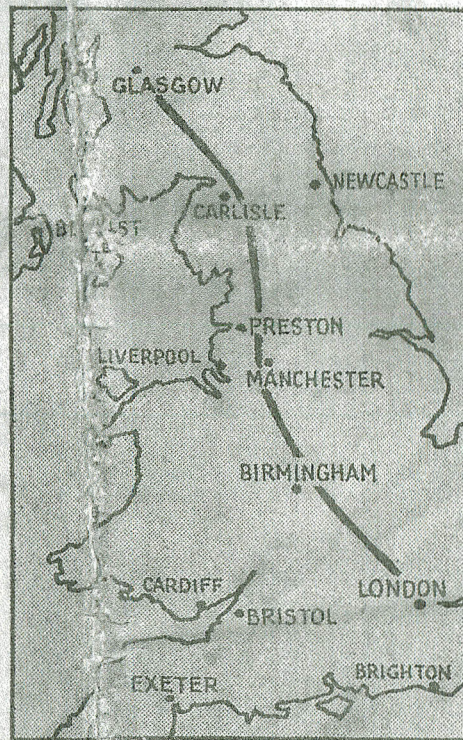 GLASGOW
NEWCASTLE
CARLISLE
PRESTON
LIVERPOOL
MANCHESTER
BIRMINGHAM
CARDIFF
LONDON
BRISTOL
BRIGHTON
EXETER